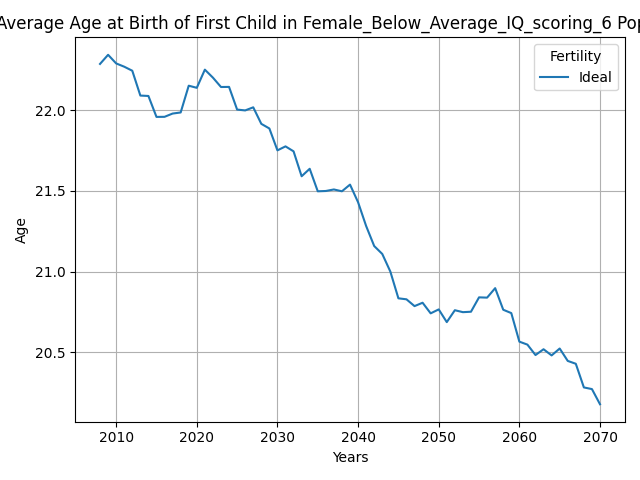 Average Age at Birth of First Child in Female_Below_Average_IQ_scoring_6
Fertility
Ideal
22.0
21.5
21.0
20.5
Age
2010 2020 2030 2040 2050 2060 2070
Years